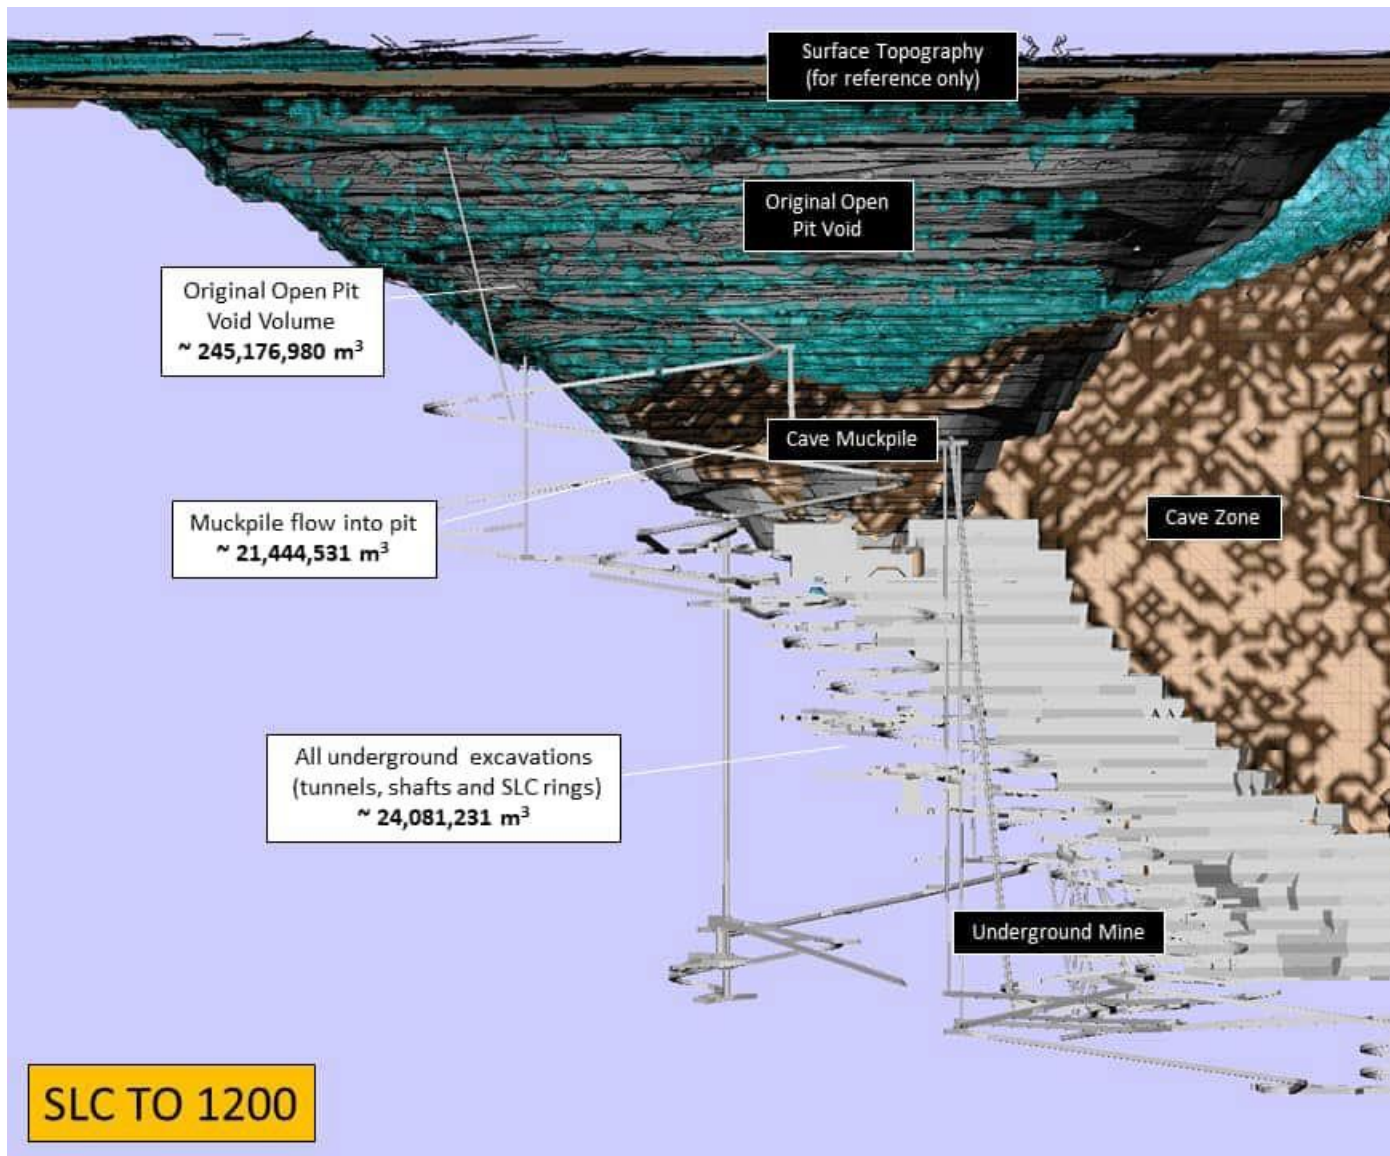 Surface Topography
(for reference only)
Original Open
Pit Void
Original Open Pit
Void Volume
~ 245,176,980 m³
Cave Muckpile
Muckpile flow into pit
~ 21,444,531 m³
Cave Zone
All underground excavations
(tunnels, shafts and SLC rings)
~ 24,081,231 m³
Underground Mine
SLC TO 1200